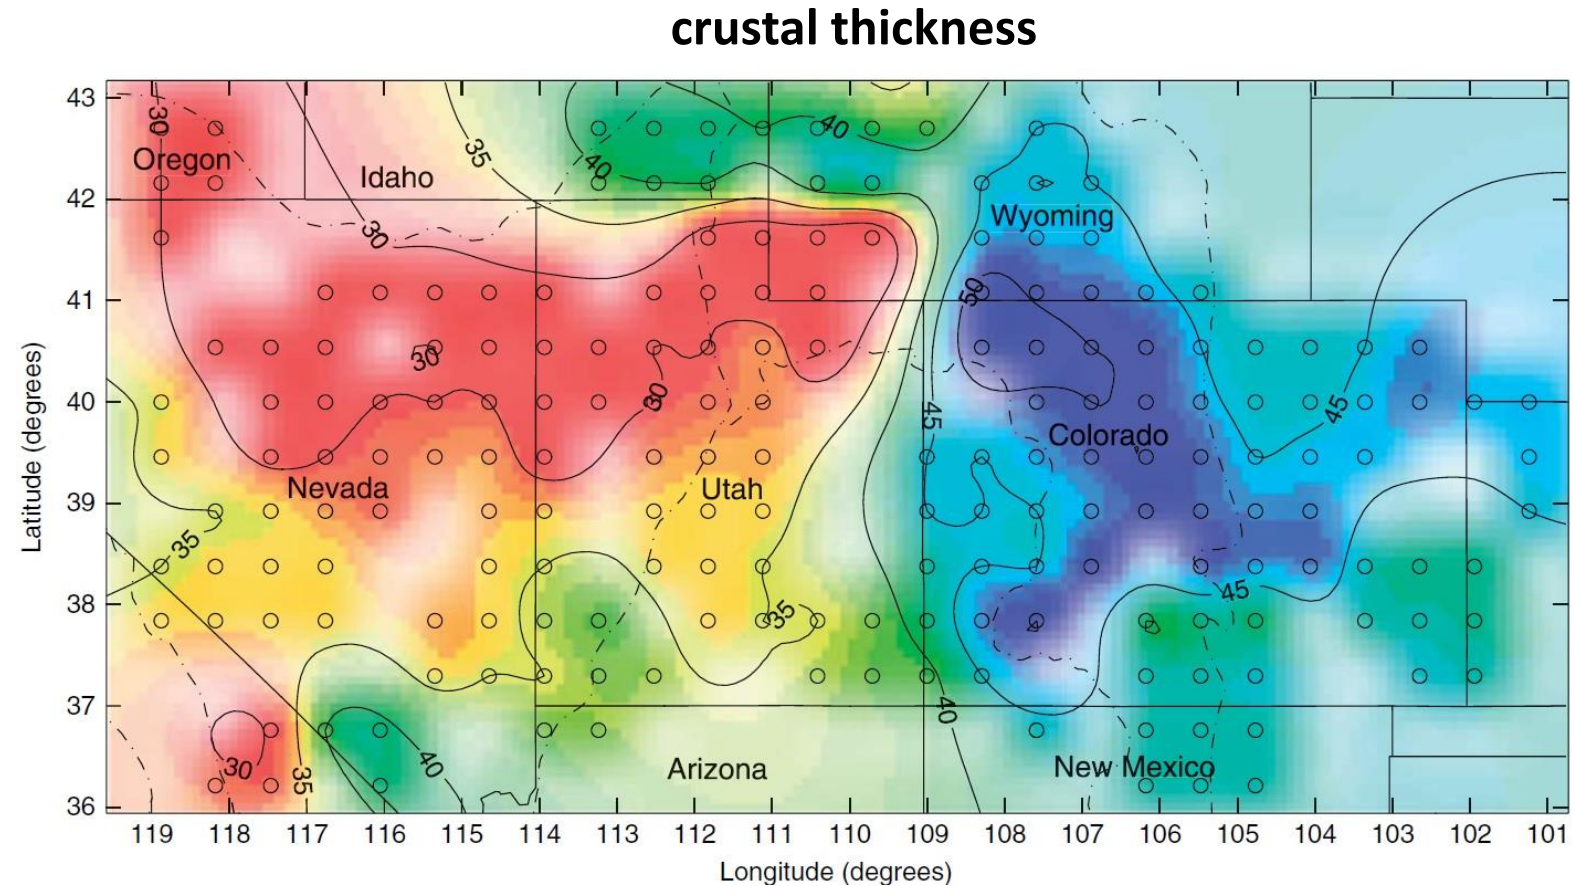 crustal thickness
43
42
41
40
39
38
37
36
Latitude (degrees)
30
Oregon
Idaho
35
40
40
Wyoming
30
50
30
30
45
45
Colorado
Nevada
Utah
35
35
45
40
30
35
40
Arizona
New Mexico
119 118 117 116 115 114 113 112 111 110 109 108 107 106 105 104 103 102 101
Longitude (degrees)